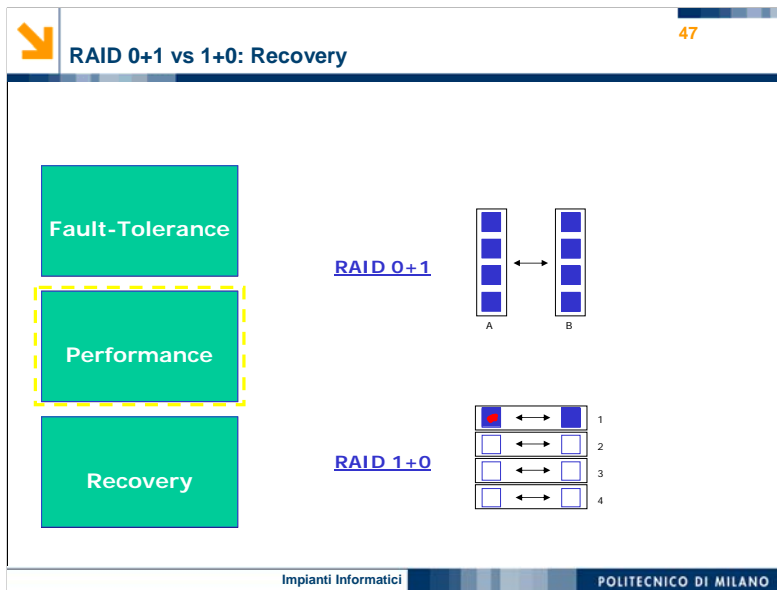 47
RAID 0+1 vs 1+0: Recovery
Fault-Tolerance
Performance
Recovery
RAID 0+1
A B
RAID 1+0
1
2
3
4
Impianti Informatici
POLITECNICO DI MILANO